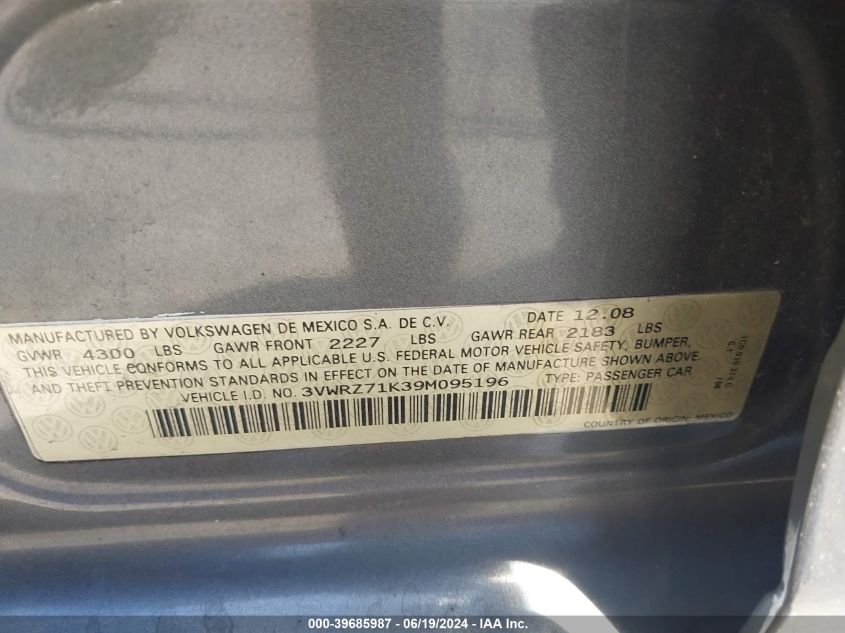 MANUFACTURED BY VOLKSWAGEN DE MEXICO S.A. DE C.V. DATE 12.08
GVWR 4300 LBS GAWR FRONT 2227 LBS GAWR REAR 2183 LBS
THIS VEHICLE CONFORMS TO ALL APPLICABLE U.S. FEDERAL MOTOR VEHICLE SAFETY, BUMPER,
AND THEFT PREVENTION STANDARDS IN EFFECT ON THE DATE OF MANUFACTURE SHOWN ABOVE.
VEHICLE I.D. NO. 3VWRZ71K39M095196 TYPE: PASSENGER CAR
COUNTRY OF ORIGIN: MEXICO
000-39685987 - 06/19/2024 - IAA Inc.